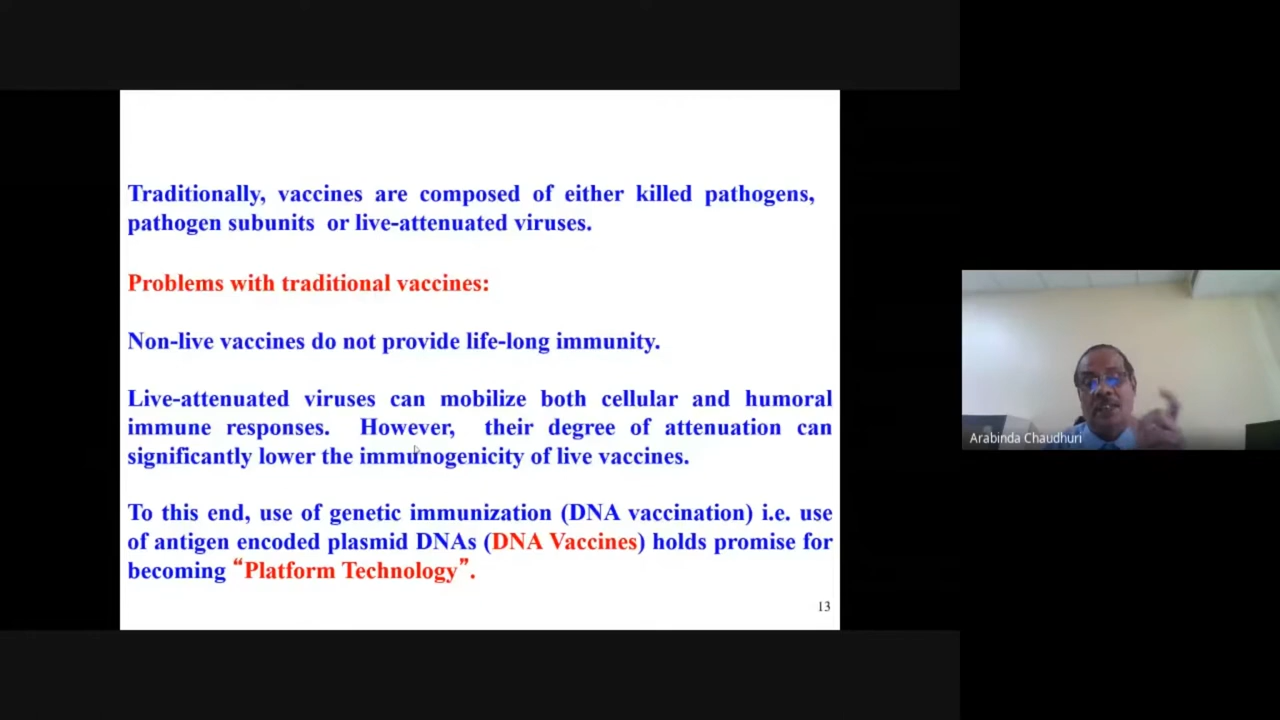 Traditionally, vaccines are composed of either killed pathogens,
pathogen subunits or live-attenuated viruses.
Problems with traditional vaccines:
Non-live vaccines do not provide life-long immunity.
Live-attenuated viruses can mobilize both cellular and humoral
immune responses. However, their degree of attenuation can
significantly lower the immunogenicity of live vaccines.
To this end, use of genetic immunization (DNA vaccination) i.e. use
of antigen encoded plasmid DNAs (DNA Vaccines) holds promise for
becoming “Platform Technology”.
13
Arabinda Chaudhuri